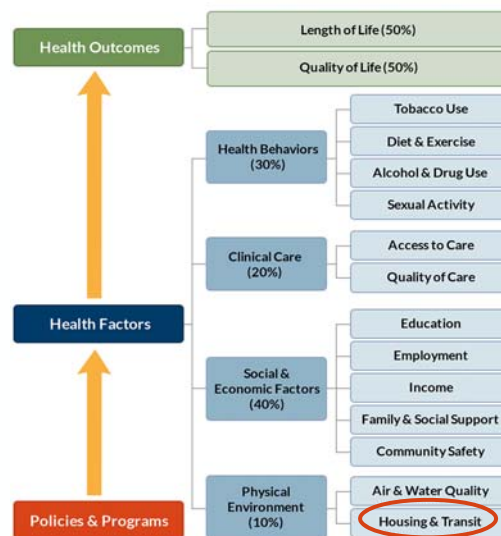 Health Outcomes
Length of Life (50%)
Quality of Life (50%)
Health Factors
Health Behaviors
(30%)
Tobacco Use
Diet & Exercise
Alcohol & Drug Use
Sexual Activity
Clinical Care
(20%)
Access to Care
Quality of Care
Social &
Economic Factors
(40%)
Education
Employment
Income
Family & Social Support
Community Safety
Physical
Environment
(10%)
Air & Water Quality
Housing & Transit
Policies & Programs